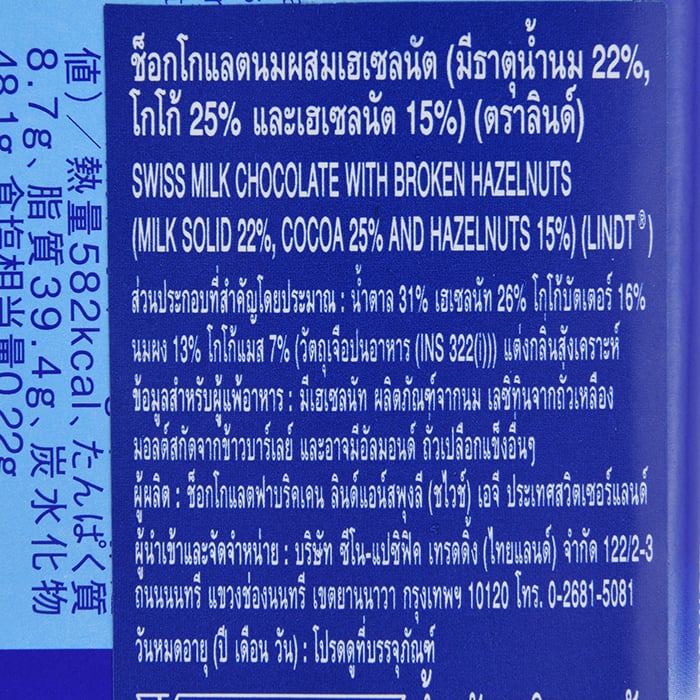 ช็อกโกแลตนมผสมเฮเซลนัต (มีธาตุน้ำนม 22%,
โกโก้ 25% และเฮเซลนัต 15%) (ตราลินด์)
SWISS MILK CHOCOLATE WITH BROKEN HAZELNUTS
(MILK SOLID 22%, COCOA 25% AND HAZELNUTS 15%) (LINDT®)
ส่วนประกอบที่สำคัญโดยประมาณ : น้ำตาล 31% เฮเซลนัท 26% โกโก้บัตเตอร์ 16%
นมผง 13% โกโก้แมส 7% (วัตถุเจือปนอาหาร (INS 322(i))) แต่งกลิ่นสังเคราะห์
ข้อมูลสำหรับผู้แพ้อาหาร : มีเฮเซลนัท ผลิตภัณฑ์จากนม เลซิทินจากถั่วเหลือง
มอลต์สกัดจากข้าวบาร์เลย์ และอาจมีอัลมอนด์ ถั่วเปลือกแข็งอื่นๆ
ผู้ผลิต : ช็อกโกแลตฟาบริคเคน ลินด์แอนด์สพุงลี (ชไวซ์) เอจี ประเทศสวิตเซอร์แลนด์
ผู้นำเข้าและจัดจำหน่าย : บริษัท ซีโน-แปซิฟิค เทรดดิ้ง (ไทยแลนด์) จำกัด 122/2-3
ถนนนนทรี แขวงช่องนนทรี เขตยานนาวา กรุงเทพฯ 10120 โทร. 0-2681-5081
วันหมดอายุ (ปี เดือน วัน) : โปรดดูที่บรรจุภัณฑ์
値)/熱量582kcal、たんぱく質
8.7g、脂質39.4g、炭水化物
48.1g、食塩相当量0.22g